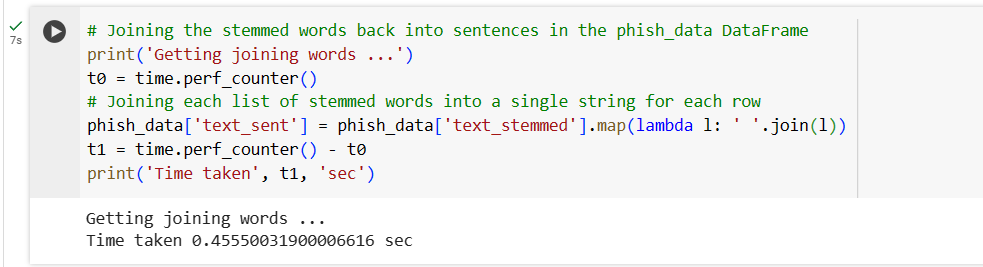 7s
# Joining the stemmed words back into sentences in the phish_data DataFrame
print('Getting joining words ...')
t0 = time.perf_counter()
# Joining each list of stemmed words into a single string for each row
phish_data['text_sent'] = phish_data['text_stemmed'].map(lambda l: ' '.join(l))
t1 = time.perf_counter() - t0
print('Time taken', t1, 'sec')
Getting joining words ...
Time taken 0.45550031900006616 sec